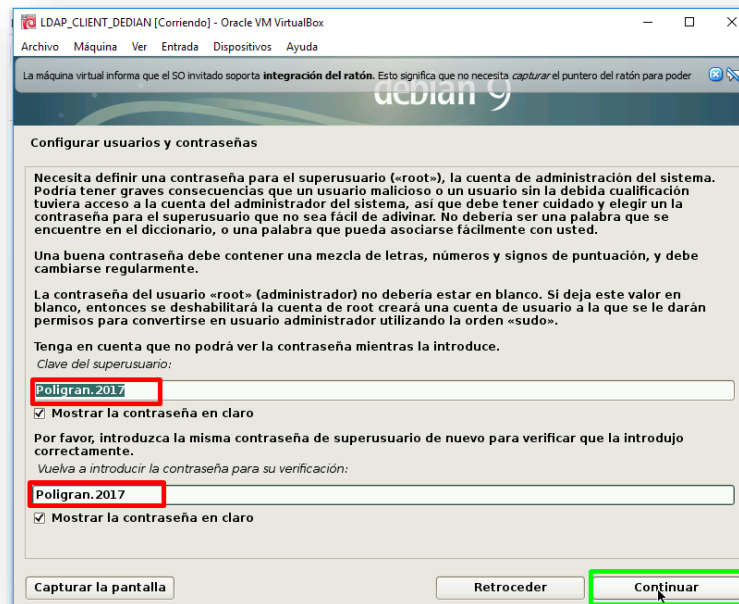 LDAP_CLIENT_DEDIAN [Corriendo] - Oracle VM VirtualBox
Archivo Máquina Ver Entrada Dispositivos Ayuda
La máquina virtual informa que el SO invitado soporta integración del ratón. Esto significa que no necesita capturar el puntero del ratón para poder
debian 9
Configurar usuarios y contraseñas
Necesita definir una contraseña para el superusuario («root»), la cuenta de administración del sistema.
Podría tener graves consecuencias que un usuario malicioso o un usuario sin la debida cualificación
tuviera acceso a la cuenta del administrador del sistema, así que debe tener cuidado y elegir un la
contraseña para el superusuario que no sea fácil de adivinar. No debería ser una palabra que se
encuentre en el diccionario, o una palabra que pueda asociarse fácilmente con usted.
Una buena contraseña debe contener una mezcla de letras, números y signos de puntuación, y debe
cambiarse regularmente.
La contraseña del usuario «root» (administrador) no debería estar en blanco. Si deja este valor en
blanco, entonces se deshabilitará la cuenta de root creará una cuenta de usuario a la que se le darán
permisos para convertirse en usuario administrador utilizando la orden «sudo».
Tenga en cuenta que no podrá ver la contraseña mientras la introduce.
Clave del superusuario:
Poligran.2017
Mostrar la contraseña en claro
Por favor, introduzca la misma contraseña de superusuario de nuevo para verificar que la introdujo
correctamente.
Vuelva a introducir la contraseña para su verificación:
Poligran.2017
Mostrar la contraseña en claro
Capturar la pantalla Retroceder Continuar